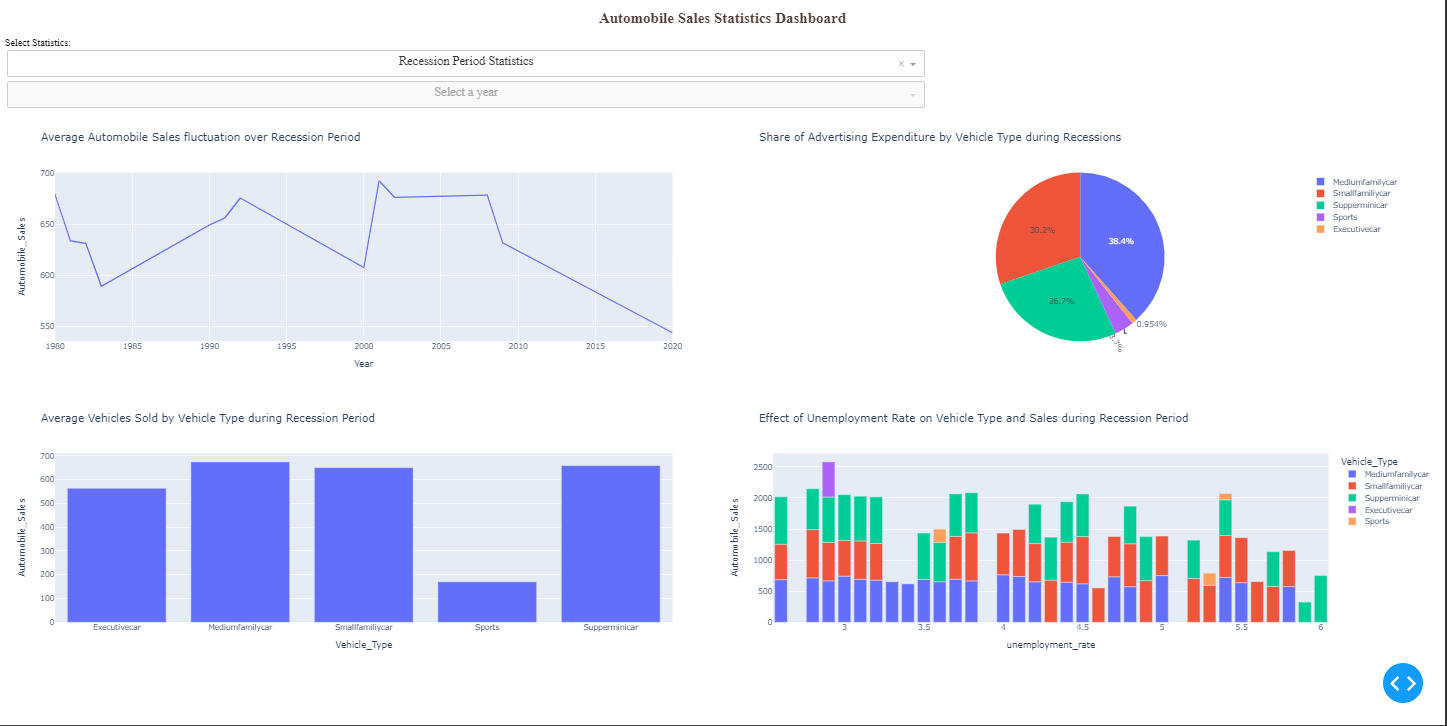 Automobile Sales Statistics Dashboard
Select Statistics:
Recession Period Statistics
×
Select a year
Average Automobile Sales fluctuation over Recession Period
700
650
600
550
Automobile_Sales
1980 1985 1990 1995 2000 2005 2010 2015 2020
Year
Share of Advertising Expenditure by Vehicle Type during Recessions
30.2%
38.4%
26.7%
0.954%
3.7%
Mediumfamilycar
Smallfamiliycar
Supperminicar
Sports
Executivecar
Average Vehicles Sold by Vehicle Type during Recession Period
700
600
500
400
300
200
100
0
Automobile_Sales
Executivecar Mediumfamilycar Smallfamiliycar Sports Supperminicar
Vehicle_Type
Effect of Unemployment Rate on Vehicle Type and Sales during Recession Period
2500
2000
1500
1000
500
0
Automobile_Sales
3 3.5 4 4.5 5 5.5 6
unemployment_rate
Vehicle_Type
Mediumfamilycar
Smallfamiliycar
Supperminicar
Executivecar
Sports